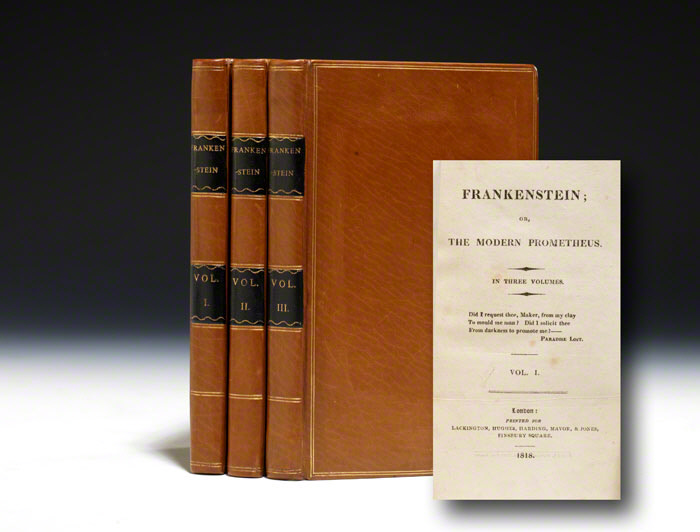 FRANKEN
-STEIN
VOL.
I.
FRANKEN
-STEIN
VOL.
II.
FRANKEN
-STEIN
VOL.
III.
FRANKENSTEIN;
OR,
THE MODERN PROMETHEUS.
IN THREE VOLUMES.
Did I request thee, Maker, from my clay
To mould me man? Did I solicit thee
From darkness to promote me?——
PARADISE LOST.
VOL. I.
London:
PRINTED FOR
LACKINGTON, HUGHES, HARDING, MAVOR, & JONES,
FINSBURY SQUARE.
1818.